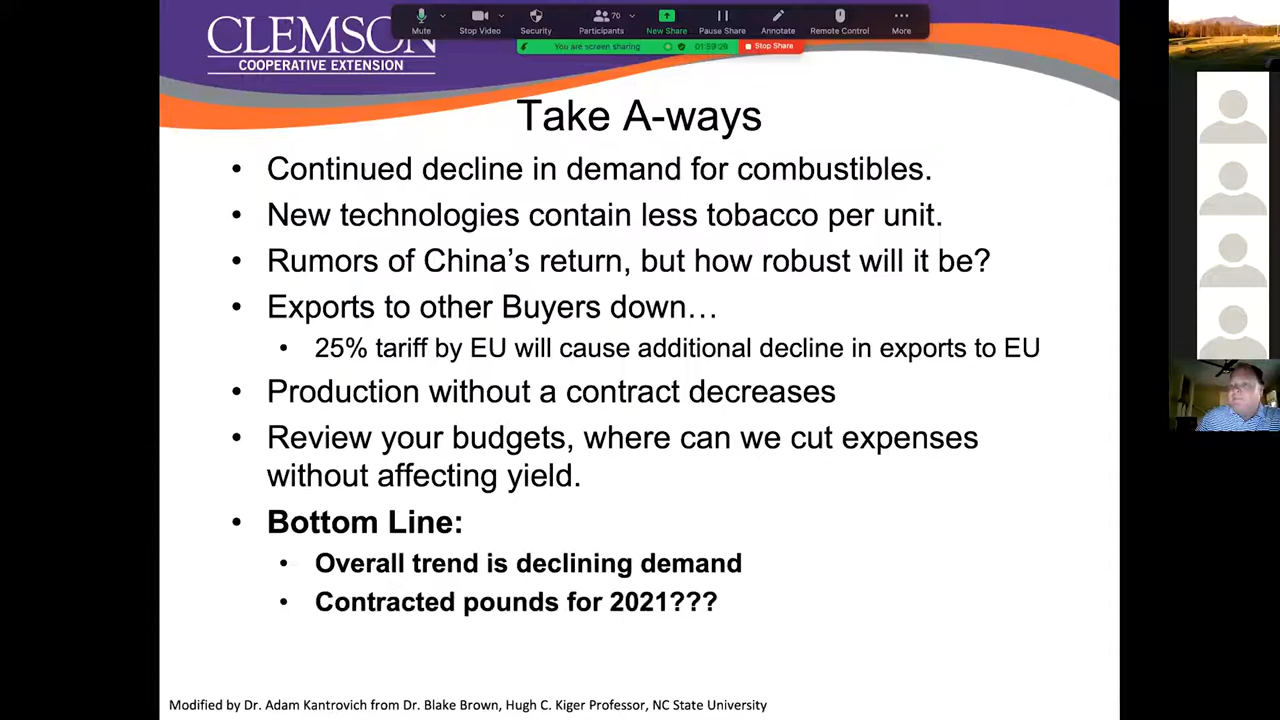 CLEMSON
COOPERATIVE EXTENSION
Mute
Stop Video
Security
Participants
70
New Share
Pause Share
Annotate
Remote Control
More
You are screen sharing
01:59:29
Stop Share
Take A-ways
• Continued decline in demand for combustibles.
• New technologies contain less tobacco per unit.
• Rumors of China's return, but how robust will it be?
• Exports to other Buyers down…
• 25% tariff by EU will cause additional decline in exports to EU
• Production without a contract decreases
• Review your budgets, where can we cut expenses
without affecting yield.
• Bottom Line:
• Overall trend is declining demand
• Contracted pounds for 2021???
Modified by Dr. Adam Kantrovich from Dr. Blake Brown, Hugh C. Kiger Professor, NC State University